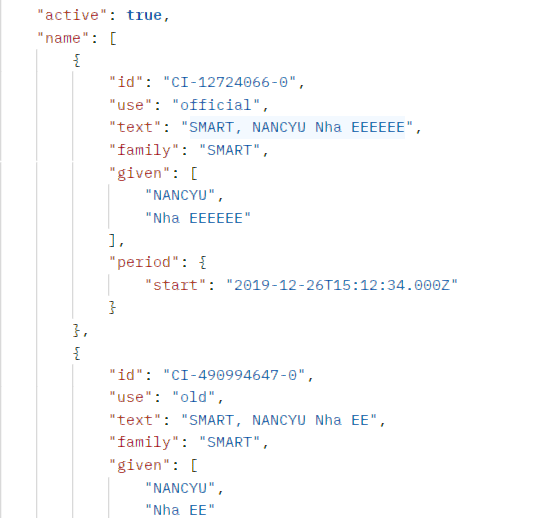 "active": true,
"name": [
{
"id": "CI-12724066-0",
"use": "official",
"text": "SMART, NANCYU Nha EEEEEE",
"family": "SMART",
"given": [
"NANCYU",
"Nha EEEEEE"
],
"period": {
"start": "2019-12-26T15:12:34.000Z"
}
},
{
"id": "CI-490994647-0",
"use": "old",
"text": "SMART, NANCYU Nha EE",
"family": "SMART",
"given": [
"NANCYU",
"Nha EE"